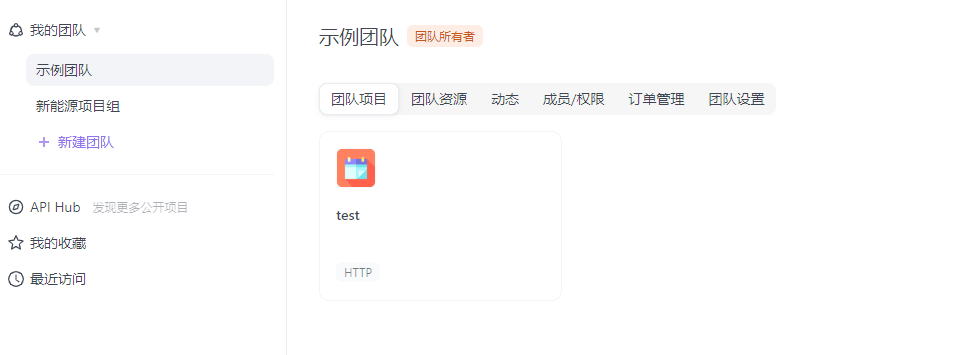 我的团队
示例团队
新能源项目组
新建团队
API Hub 发现更多公开项目
我的收藏
最近访问
示例团队 团队所有者
团队项目 团队资源 动态 成员/权限 订单管理 团队设置
test
HTTP